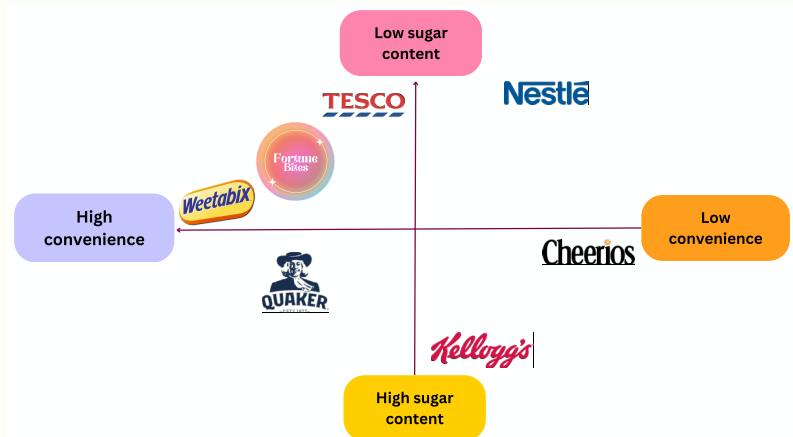 Low sugar
content
Nestlé
TESCO
Fortune
Bites
Weetabix
High
convenience
Low
convenience
Cheerios
QUAKER
Kellogg's
High sugar
content